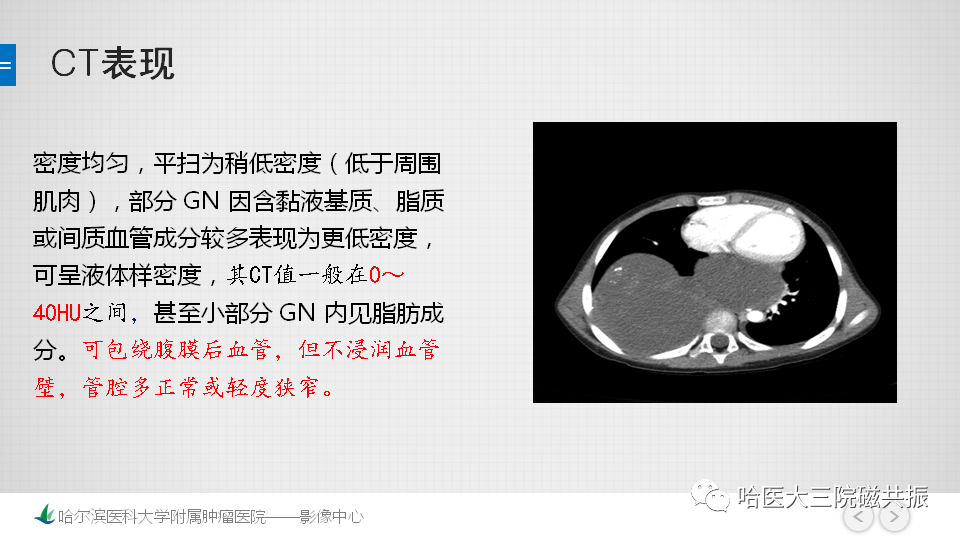 CT表现
密度均匀，平扫为稍低密度（低于周围
肌肉），部分 GN 因含黏液基质、脂质
或间质血管成分较多表现为更低密度，
可呈液体样密度，其CT值一般在0～
40HU之间，甚至小部分 GN 内见脂肪成
分。可包绕腹膜后血管，但不浸润血管
壁，管腔多正常或轻度狭窄。
哈医大三院磁共振
哈尔滨医科大学附属肿瘤医院——影像中心